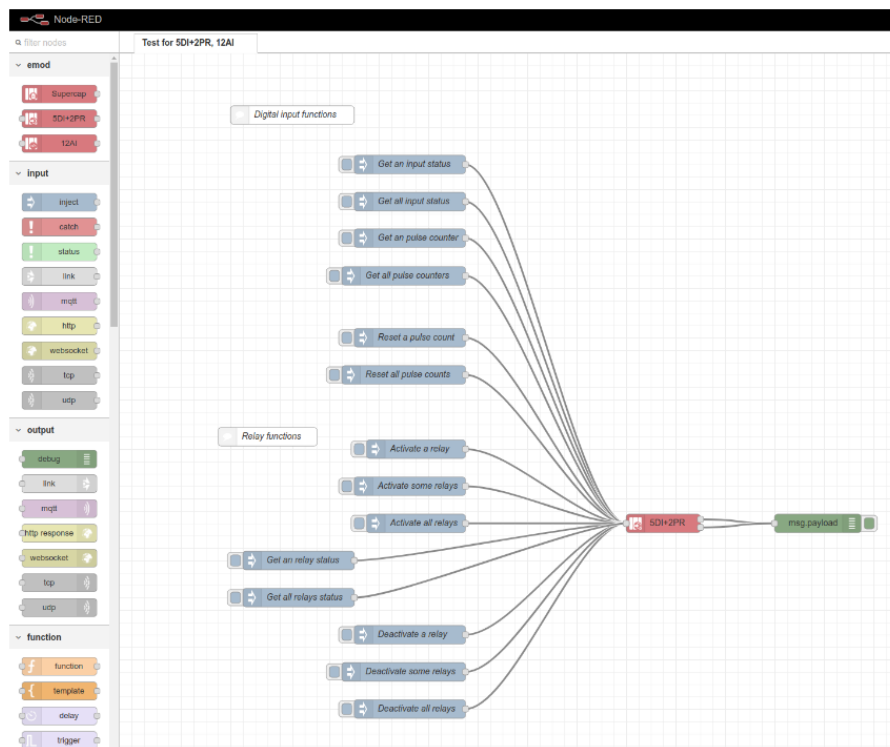 Node-RED
filter nodes
Test for 5DI+2PR, 12AI
emod
Supercap
5DI+2PR
12AI
input
inject
catch
status
link
mqtt
http
websocket
tcp
udp
output
debug
link
mqtt
http response
websocket
tcp
udp
function
function
template
delay
trigger
Digital input functions
Get an input status
Get all input status
Get an pulse counter
Get all pulse counters
Reset a pulse count
Reset all pulse counts
Relay functions
Activate a relay
Activate some relays
Activate all relays
Get an relay status
Get all relays status
Deactivate a relay
Deactivate some relays
Deactivate all relays
5DI+2PR
msg.payload